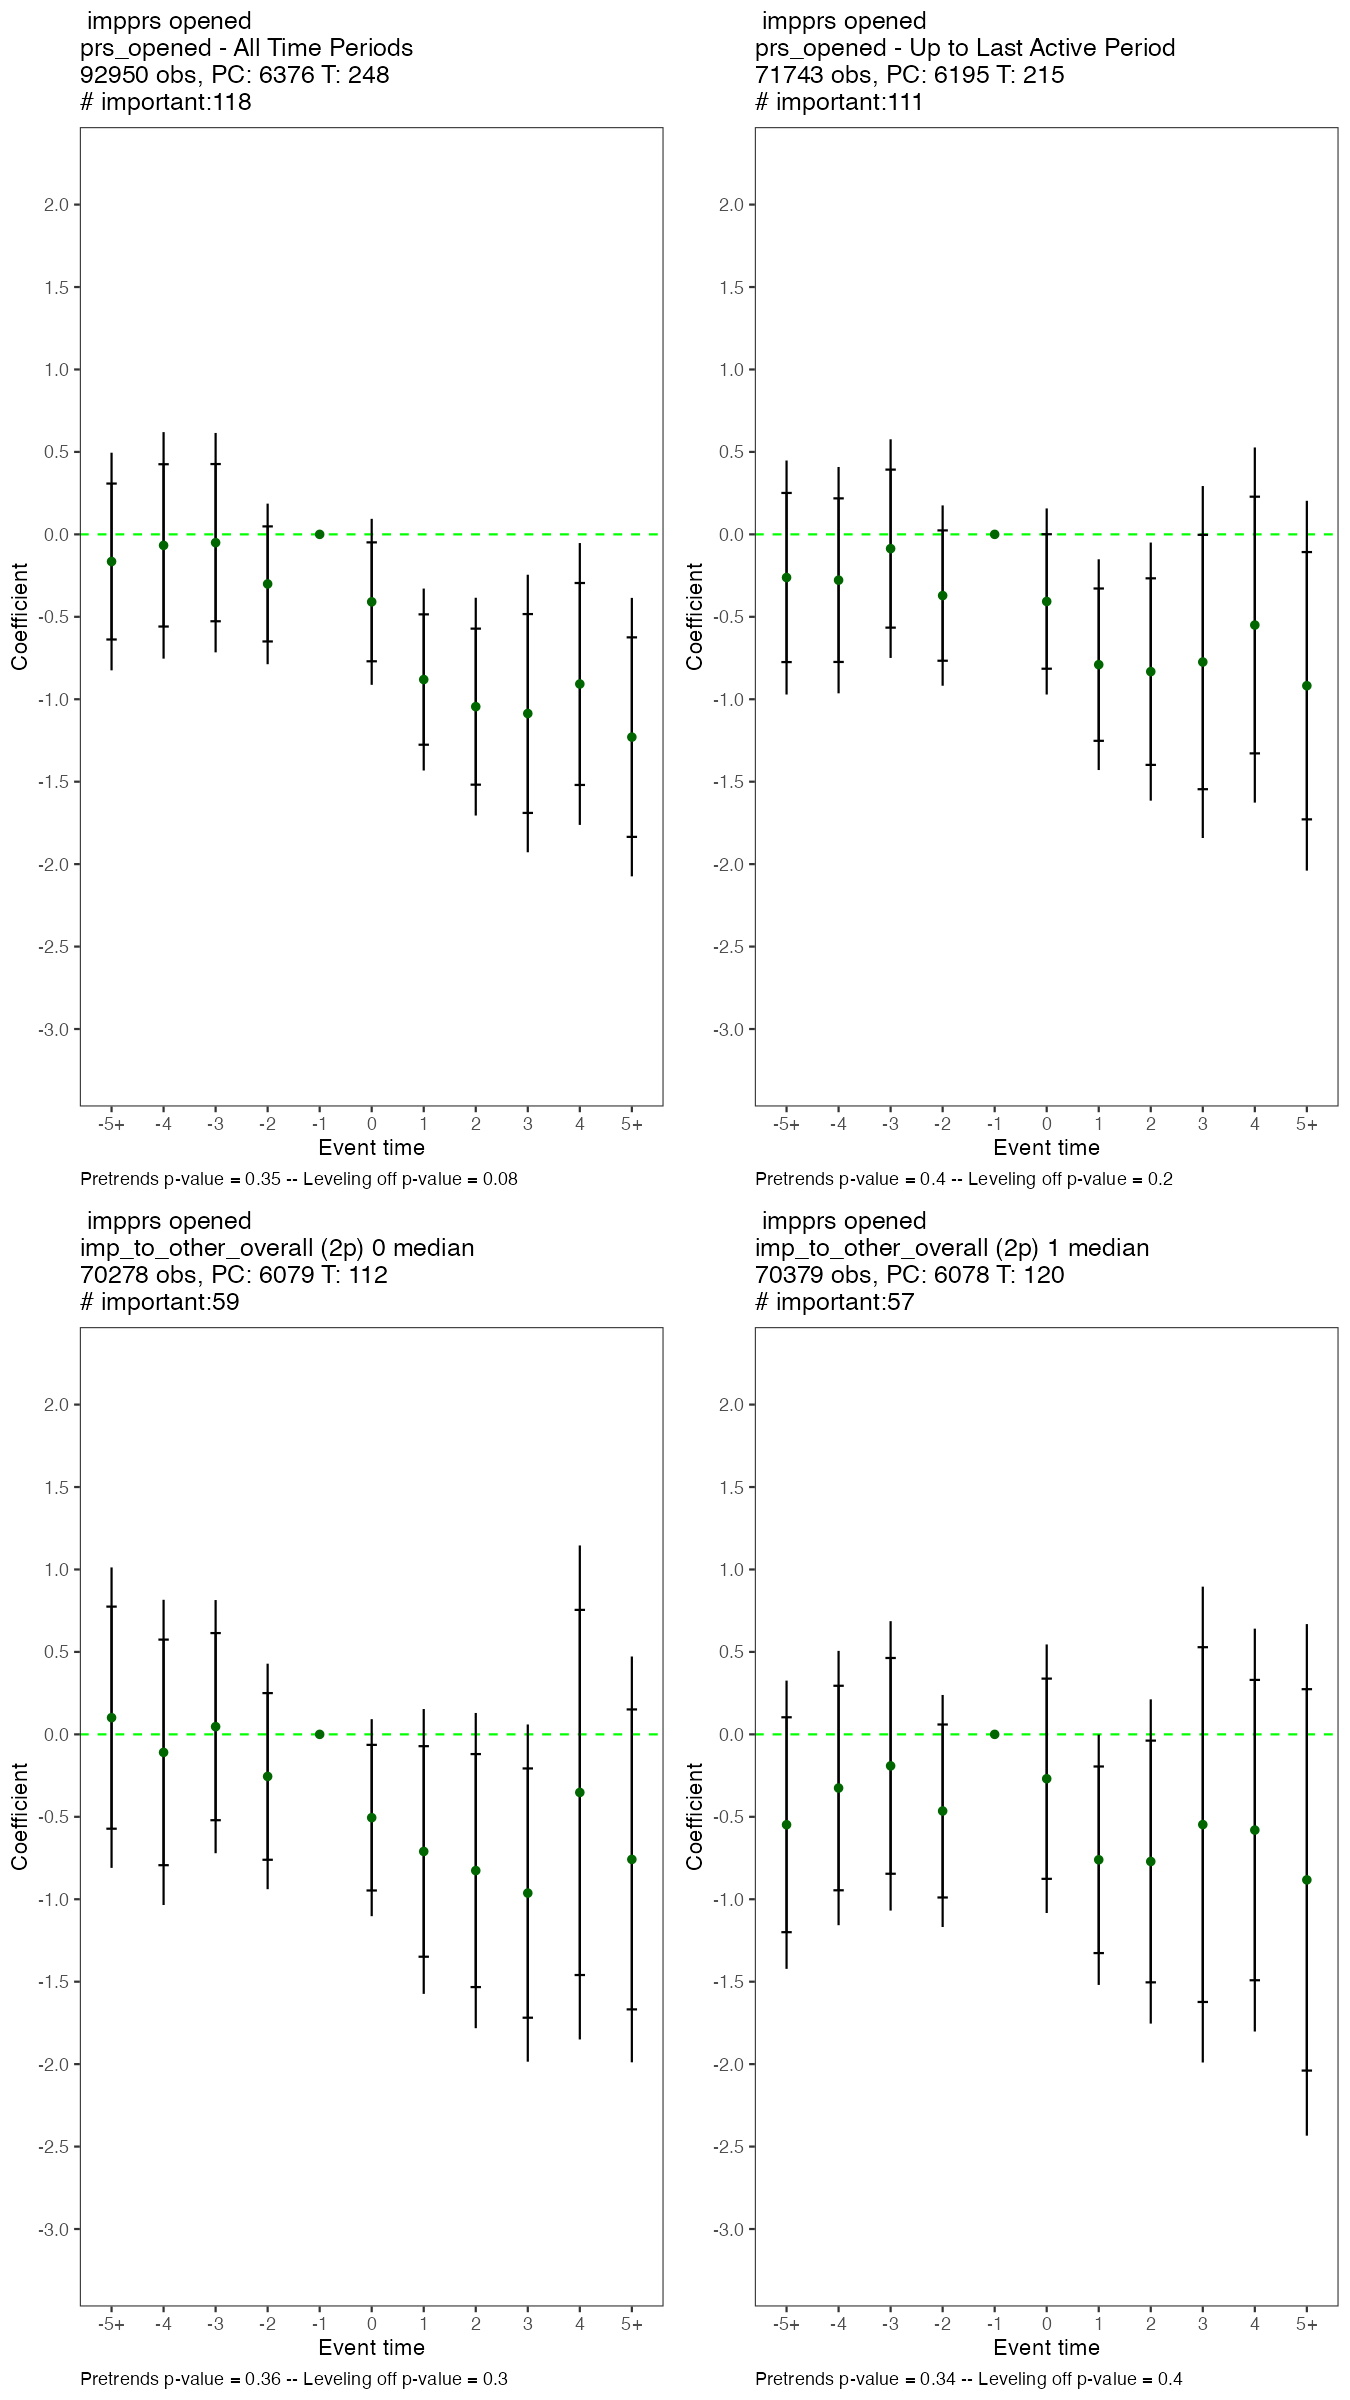 impprs opened
prs_opened - All Time Periods
92950 obs, PC: 6376 T: 248
# important:118
Coefficient
2.0
1.5
1.0
0.5
0.0
-0.5
-1.0
-1.5
-2.0
-2.5
-3.0
-5+ -4 -3 -2 -1 0 1 2 3 4 5+
Event time
Pretrends p-value = 0.35 -- Leveling off p-value = 0.08
impprs opened
prs_opened - Up to Last Active Period
71743 obs, PC: 6195 T: 215
# important:111
Coefficient
2.0
1.5
1.0
0.5
0.0
-0.5
-1.0
-1.5
-2.0
-2.5
-3.0
-5+ -4 -3 -2 -1 0 1 2 3 4 5+
Event time
Pretrends p-value = 0.4 -- Leveling off p-value = 0.2
impprs opened
imp_to_other_overall (2p) 0 median
70278 obs, PC: 6079 T: 112
# important:59
Coefficient
2.0
1.5
1.0
0.5
0.0
-0.5
-1.0
-1.5
-2.0
-2.5
-3.0
-5+ -4 -3 -2 -1 0 1 2 3 4 5+
Event time
Pretrends p-value = 0.36 -- Leveling off p-value = 0.3
impprs opened
imp_to_other_overall (2p) 1 median
70379 obs, PC: 6078 T: 120
# important:57
Coefficient
2.0
1.5
1.0
0.5
0.0
-0.5
-1.0
-1.5
-2.0
-2.5
-3.0
-5+ -4 -3 -2 -1 0 1 2 3 4 5+
Event time
Pretrends p-value = 0.34 -- Leveling off p-value = 0.4